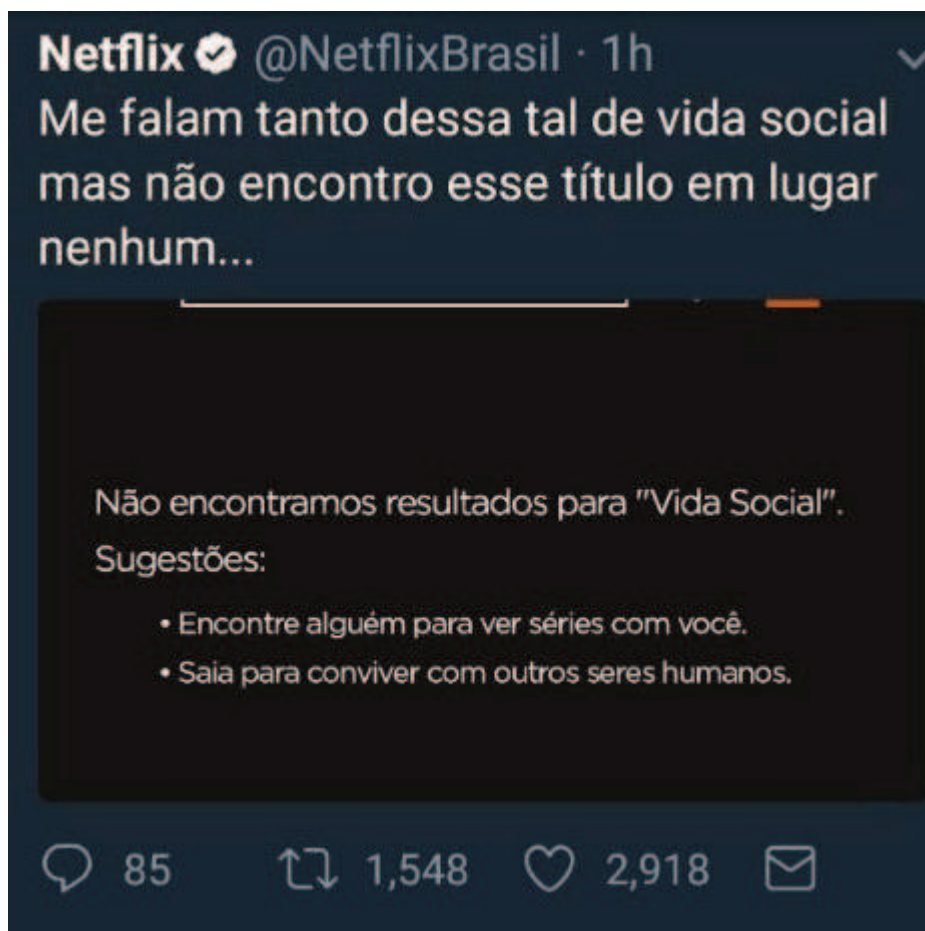 Netflix @NetflixBrasil · 1h
Me falam tanto dessa tal de vida social
mas não encontro esse título em lugar
nenhum...
Não encontramos resultados para "Vida Social".
Sugestões:
• Encontre alguém para ver séries com você.
• Saia para conviver com outros seres humanos.
85 1,548 2,918